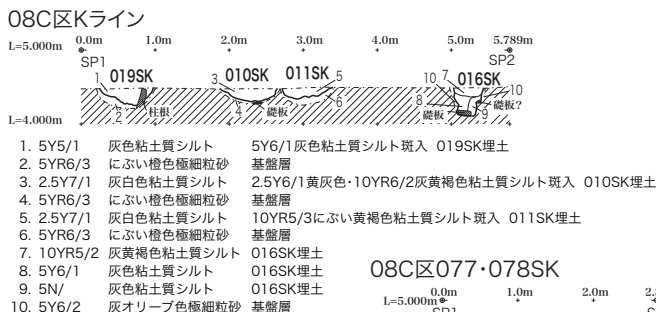 08C区Kライン
0.0m 1.0m 2.0m 3.0m 4.0m 5.0m 5.789m
L=5.000m
SP1 SP2
1 019SK 3 010SK 011SK 5 10 7 016SK 10
2 柱根 4 礎板 6 8 礎板 9 礎板?
L=4.000m
1. 5Y5/1 灰色粘土質シルト 5Y6/1灰色粘土質シルト斑入 019SK埋土
2. 5YR6/3 にぶい橙色極細粒砂 基盤層
3. 2.5Y7/1 灰白色粘土質シルト 2.5Y6/1黄灰色・10YR6/2灰黄褐色粘土質シルト斑入 010SK埋土
4. 5YR6/3 にぶい橙色極細粒砂 基盤層
5. 2.5Y7/1 灰白色粘土質シルト 10YR5/3にぶい黄褐色粘土質シルト斑入 011SK埋土
6. 5YR6/3 にぶい橙色極細粒砂 基盤層
7. 10YR5/2 灰黄褐色粘土質シルト 016SK埋土
8. 5Y6/1 灰色粘土質シルト 016SK埋土
9. 5N/ 灰色粘土質シルト 016SK埋土
10. 5Y6/2 灰オリーブ色極細粒砂 基盤層
08C区077・078SK
0.0m 1.0m 2.0m
L=5.000m